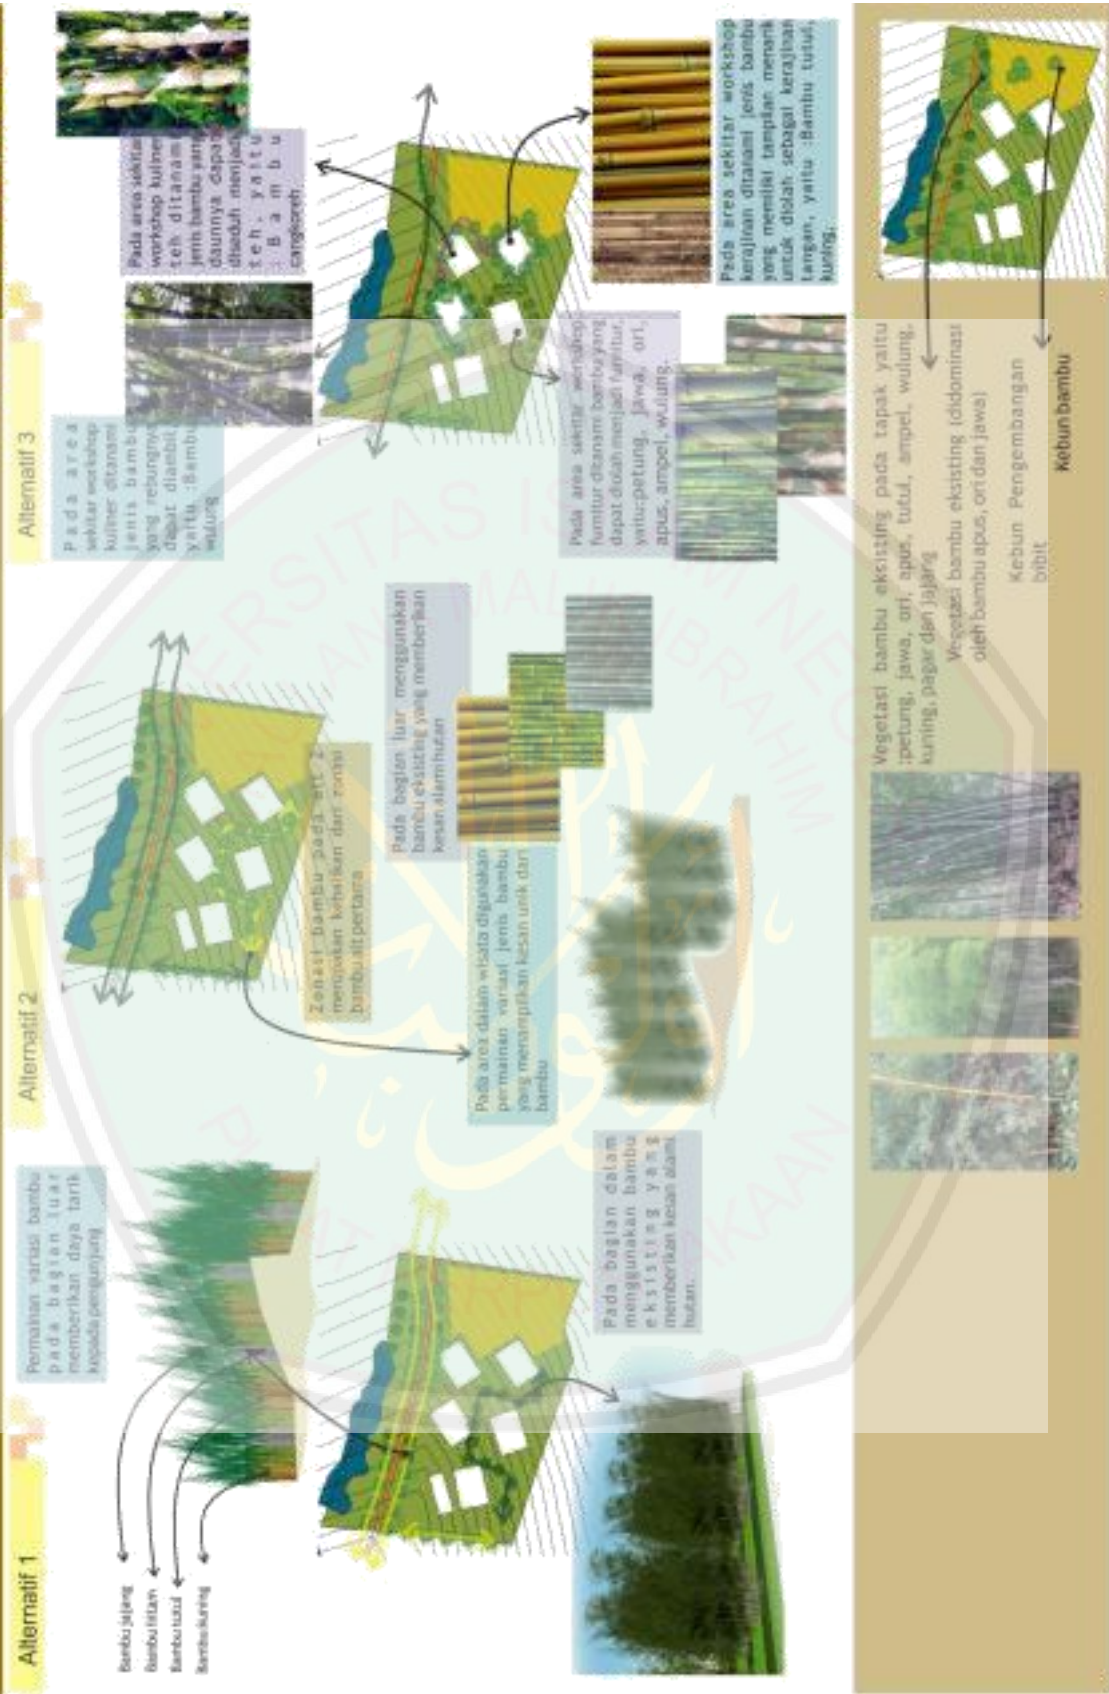 Alternatif 1
Permainan variasi bambu
pada bagian luar
memberikan daya tarik
kepada pengunjung
Bambu jajang
Bambu hitam
Bambu tutul
Bambu kuning
Pada bagian dalam
menggunakan bambu
eksisting yang
memberikan kesan alami
hutan.
Alternatif 2
Zonasi bambu pada alt 2
merupakan kebalikan dari zonasi
bambu alt pertama
Pada bagian luar menggunakan
bambu eksisting yang memberikan
kesan alam hutan
Pada area dalam wisata digunakan
permainan variasi jenis bambu
yang menampilkan kesan unik dari
bambu
Alternatif 3
Pada area
sekitar workshop
kuliner ditanami
jenis bambu
yang rebungnya
dapat diambil,
yaitu :Bambu
wulung
Pada area sekitar
workshop kuliner
teh ditanami
jenis bambu yang
daunnya dapat
diseduh menjadi
teh, yaitu
: Bambu
cangkoreh
Pada area sekitar workshop
furnitur ditanami bambu yang
dapat diolah menjadi furnitur,
yaitu:petung, jawa, ori,
apus, ampel, wulung.
Pada area sekitar workshop
kerajinan ditanami jenis bambu
yang memiliki tampilan menarik
untuk diolah sebagai kerajinan
tangan, yaitu :Bambu tutul,
kuning,
Vegetasi bambu eksisting pada tapak yaitu
:petung, jawa, ori, apus, tutul, ampel, wulung,
kuning, pagar dan jajang
Vegetasi bambu eksisting (didominasi
oleh bambu apus, ori dan jawa)
Kebun Pengembangan
bibit
Kebun bambu